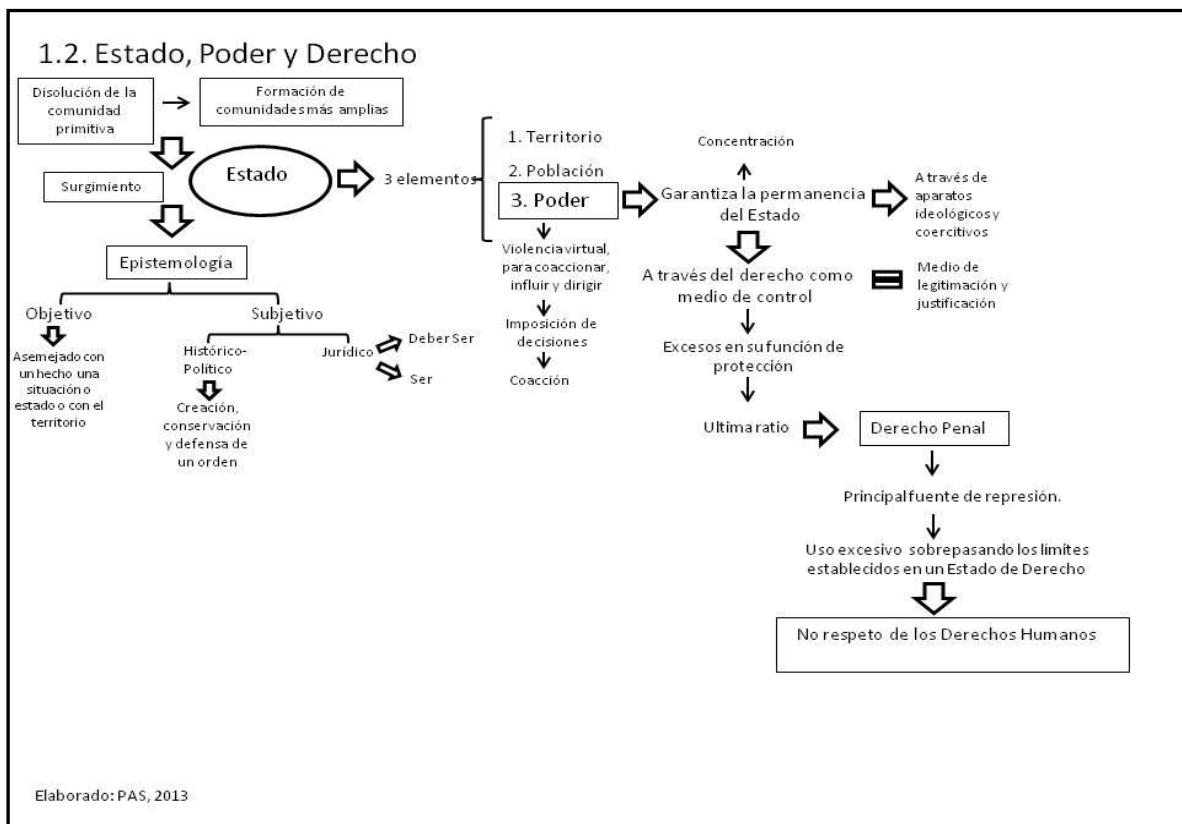 1.2. Estado, Poder y Derecho
Disolución de la
comunidad
primitiva
Formación de
comunidades más amplias
Surgimiento
Estado
3 elementos
1. Territorio
2. Población
3. Poder
Concentración
Garantiza la permanencia
del Estado
A través de
aparatos
ideológicos y
coercitivos
Epistemología
Violencia virtual,
para coaccionar,
influir y dirigir
A través del derecho como
medio de control
Medio de
legitimación y
justificación
Objetivo
Subjetivo
Asemejado con
un hecho una
situación o
estado o con el
territorio
Histórico-
Político
Jurídico
Deber Ser
Ser
Creación,
conservación
y defensa de
un orden
Imposición de
decisiones
Coacción
Excesos en su función de
protección
Ultima ratio
Derecho Penal
Principal fuente de represión.
Uso excesivo sobrepasando los límites
establecidos en un Estado de Derecho
No respeto de los Derechos Humanos
Elaborado: PAS, 2013